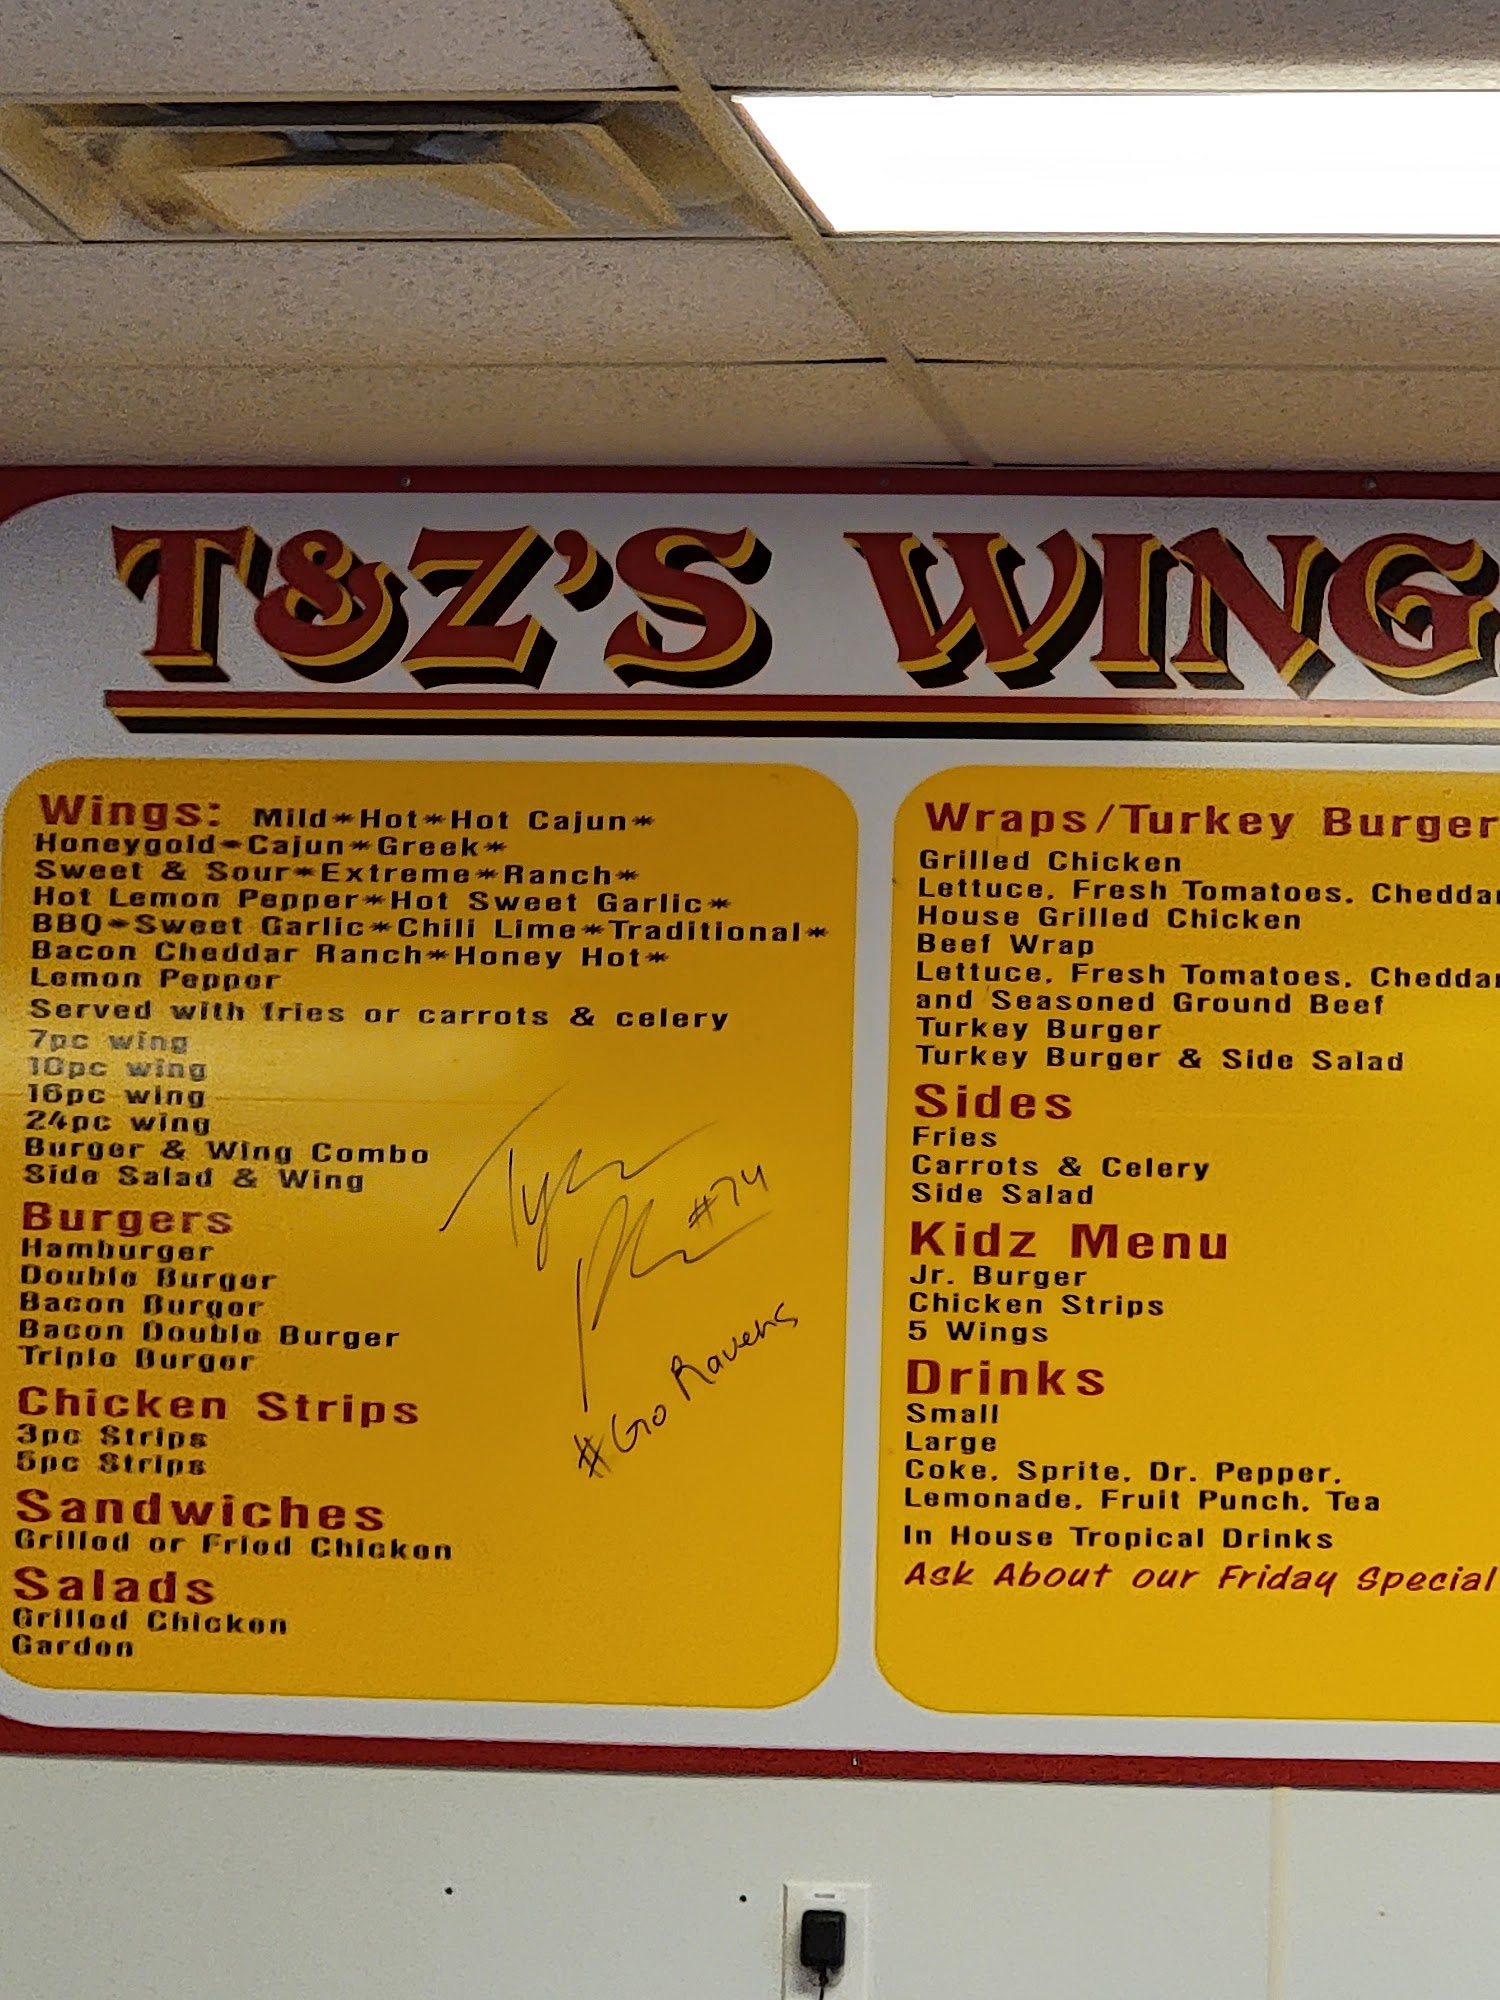 T&Z'S WING
Wings: Mild*Hot*Hot Cajun*
Honeygold*Cajun*Greek*
Sweet & Sour*Extreme*Ranch*
Hot Lemon Pepper*Hot Sweet Garlic*
BBQ*Sweet Garlic*Chili Lime*Traditional*
Bacon Cheddar Ranch*Honey Hot*
Lemon Pepper
Served with fries or carrots & celery
7pc wing
10pc wing
16pc wing
24pc wing
Burger & Wing Combo
Side Salad & Wing
Burgers
Hamburger
Double Burger
Bacon Burger
Bacon Double Burger
Triple Burger
Chicken Strips
3pc Strips
5pc Strips
Sandwiches
Grilled or Fried Chicken
Salads
Grilled Chicken
Garden
#74
#Go Ravens
Wraps/Turkey Burger
Grilled Chicken
Lettuce, Fresh Tomatoes, Cheddar
House Grilled Chicken
Beef Wrap
Lettuce, Fresh Tomatoes, Cheddar
and Seasoned Ground Beef
Turkey Burger
Turkey Burger & Side Salad
Sides
Fries
Carrots & Celery
Side Salad
Kidz Menu
Jr. Burger
Chicken Strips
5 Wings
Drinks
Small
Large
Coke, Sprite, Dr. Pepper,
Lemonade, Fruit Punch, Tea
In House Tropical Drinks
Ask About our Friday Special